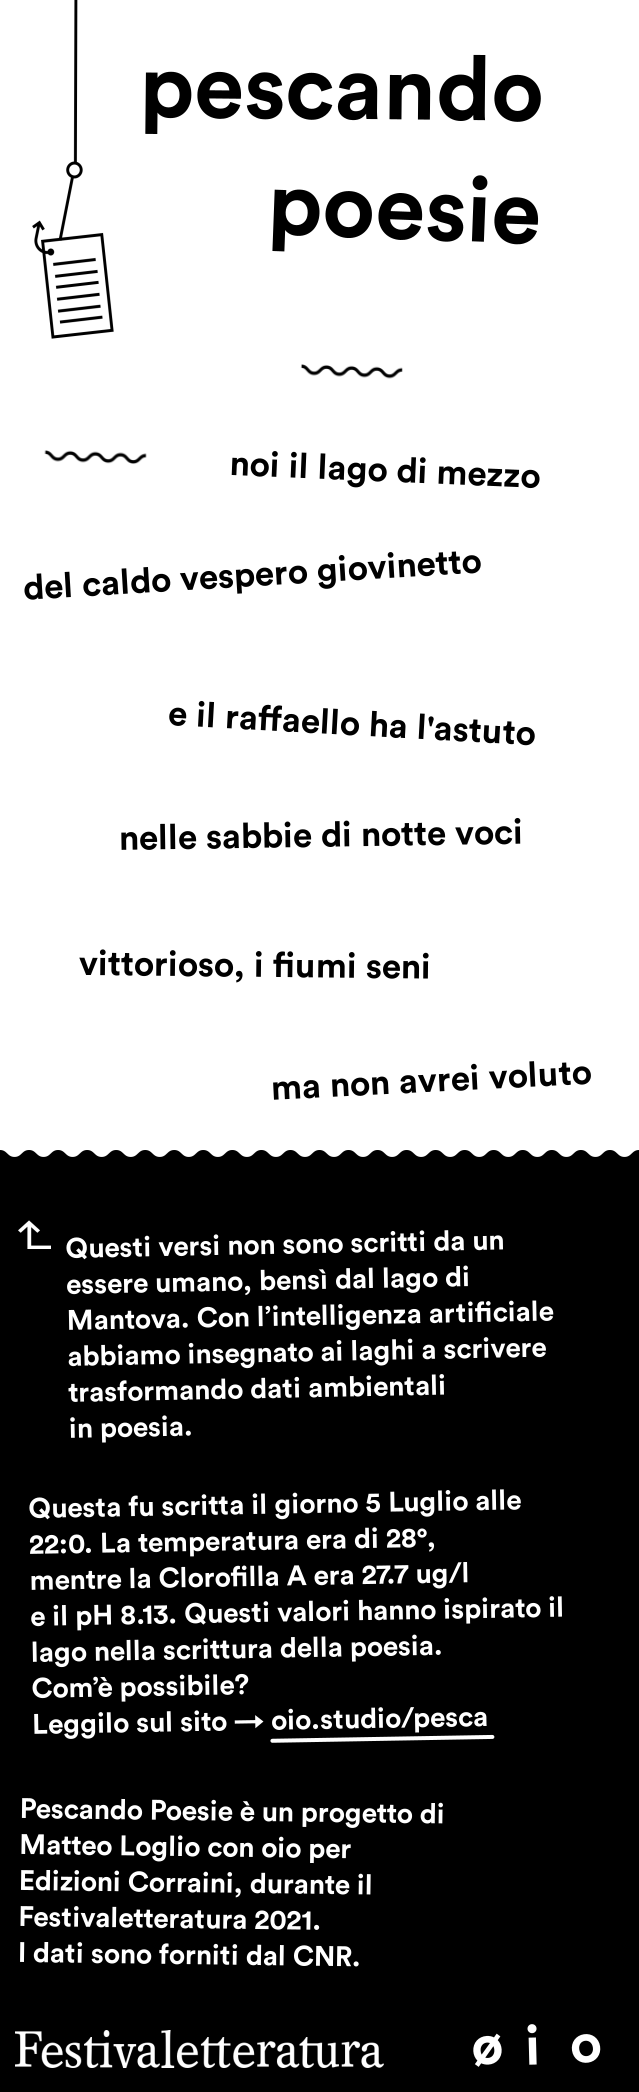 pescando
poesie
noi il lago di mezzo
del caldo vespero giovinetto
e il raffaello ha l'astuto
nelle sabbie di notte voci
vittorioso, i fiumi seni
ma non avrei voluto
Questi versi non sono scritti da un
essere umano, bensì dal lago di
Mantova. Con l’intelligenza artificiale
abbiamo insegnato ai laghi a scrivere
trasformando dati ambientali
in poesia.
Questa fu scritta il giorno 5 Luglio alle
22:0. La temperatura era di 28°,
mentre la Clorofilla A era 27.7 ug/l
e il pH 8.13. Questi valori hanno ispirato il
lago nella scrittura della poesia.
Com’è possibile?
Leggilo sul sito → oio.studio/pesca
Pescando Poesie è un progetto di
Matteo Loglio con oio per
Edizioni Corraini, durante il
Festivaletteratura 2021.
I dati sono forniti dal CNR.
Festivaletteratura ø i o